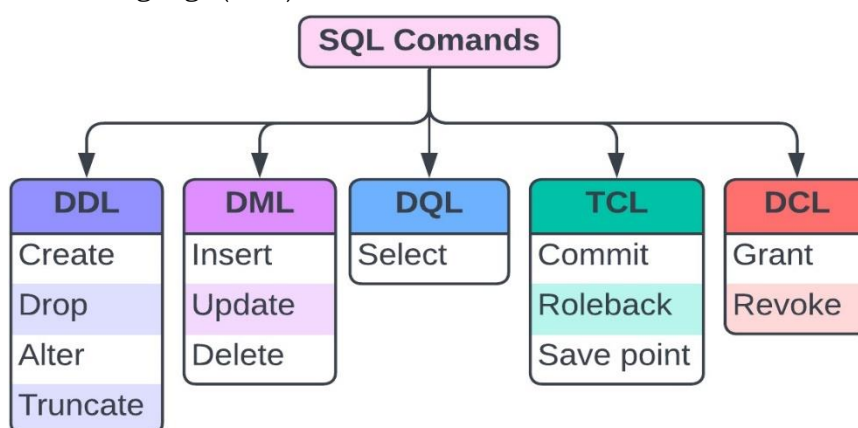 SQL Comands
DDL
Create
Drop
Alter
Truncate
DML
Insert
Update
Delete
DQL
Select
TCL
Commit
Roleback
Save point
DCL
Grant
Revoke